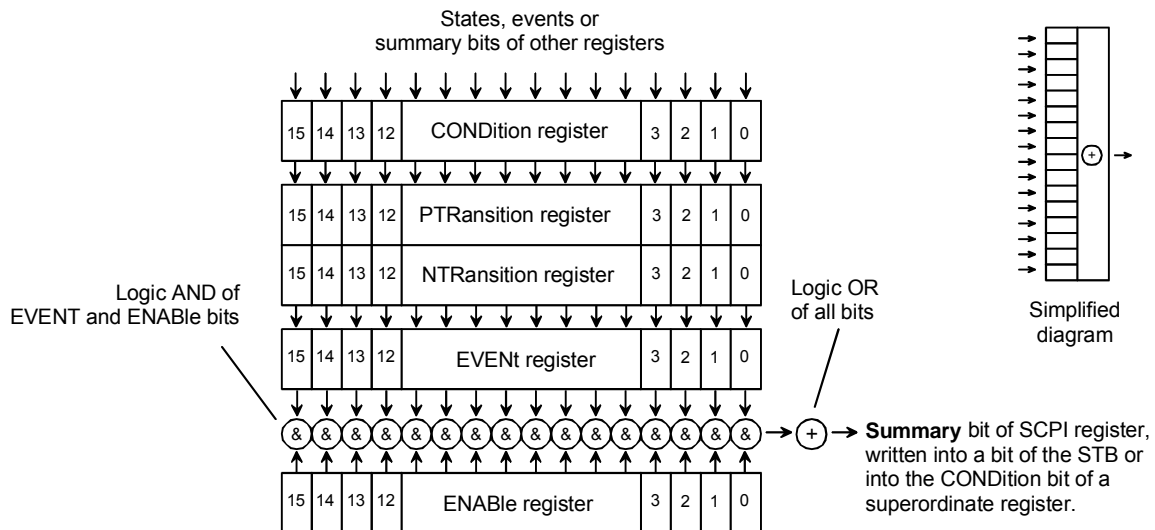 States, events or
summary bits of other registers
15 14 13 12 CONDition register 3 2 1 0
15 14 13 12 PTRansition register 3 2 1 0
15 14 13 12 NTRansition register 3 2 1 0
Logic AND of
EVENT and ENABle bits
Logic OR
of all bits
15 14 13 12 EVENt register 3 2 1 0
& & & & & & & & & & & & & & & & +
Summary bit of SCPI register,
written into a bit of the STB or
into the CONDition bit of a
superordinate register.
15 14 13 12 ENABle register 3 2 1 0
+
Simplified
diagram